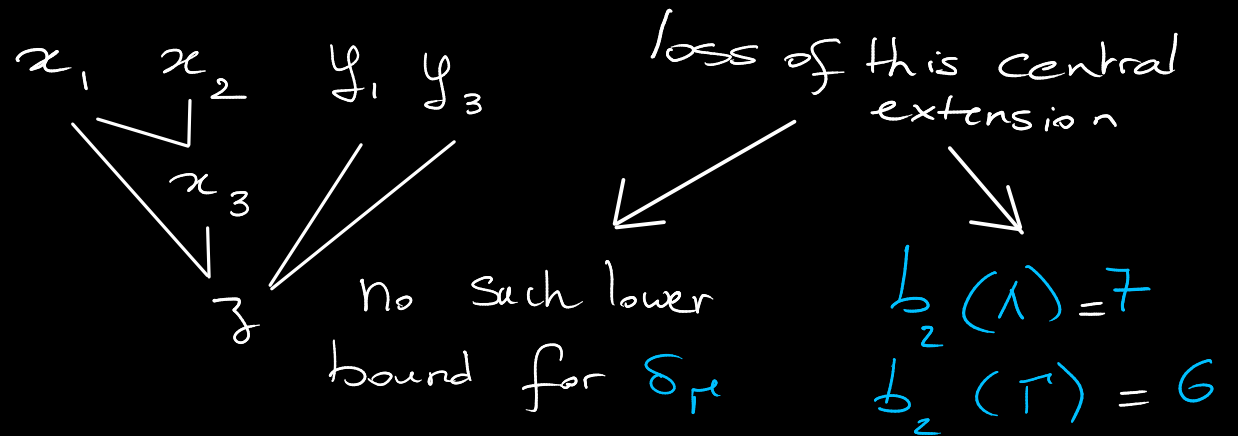 x₁ x₂ y₁ y₃
x₃
z
loss of this central
extension
no such lower
bound for δ_Γ
b₂(Λ) = 7
b₂(Γ) = 6